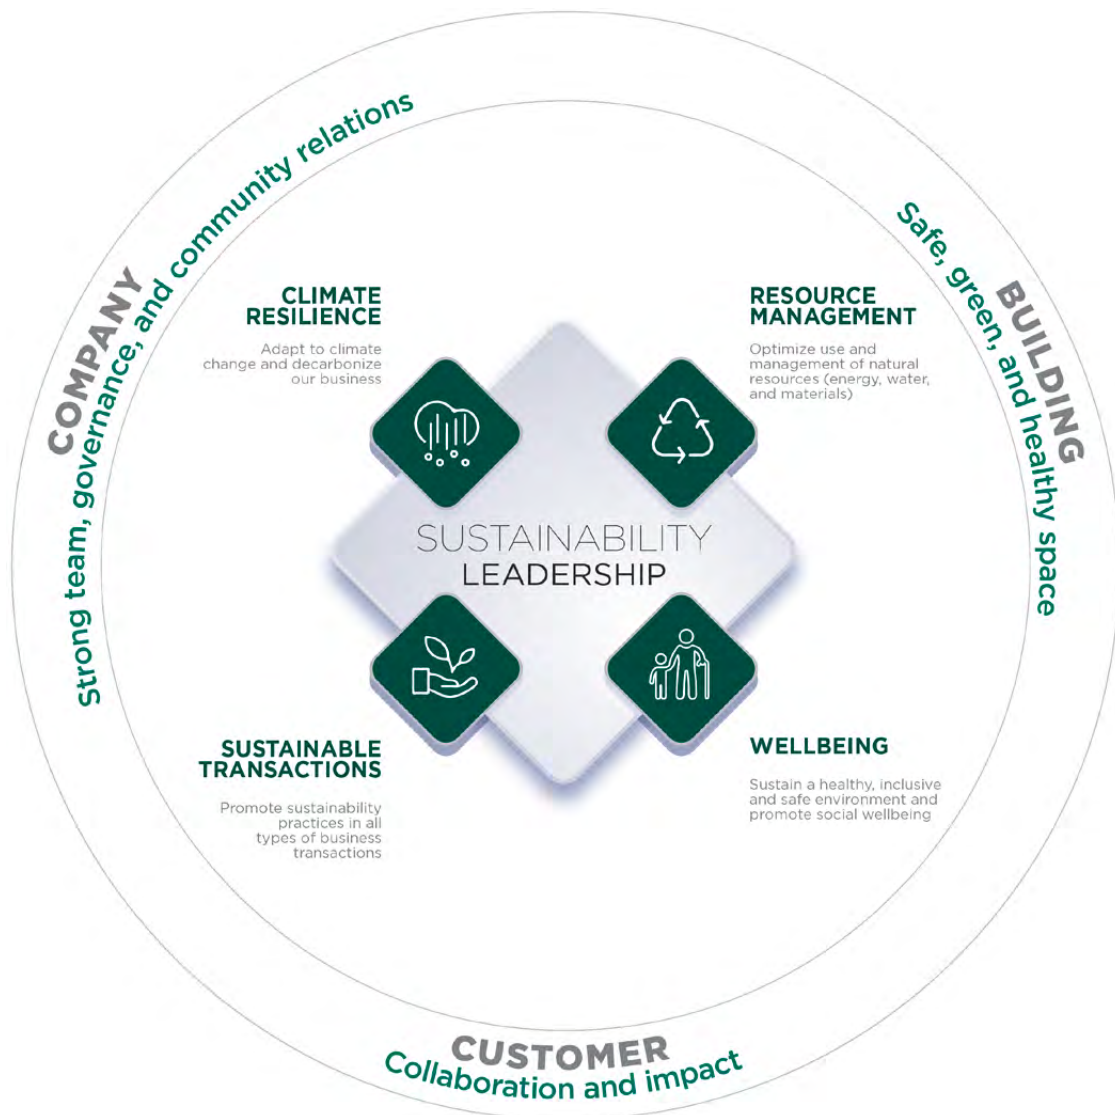 COMPANY
Strong team, governance, and community relations
BUILDING
Safe, green, and healthy space
CLIMATE
RESILIENCE
Adapt to climate
change and decarbonize
our business
RESOURCE
MANAGEMENT
Optimize use and
management of natural
resources (energy, water,
and materials)
SUSTAINABILITY
LEADERSHIP
SUSTAINABLE
TRANSACTIONS
Promote sustainability
practices in all
types of business
transactions
WELLBEING
Sustain a healthy, inclusive
and safe environment and
promote social wellbeing
CUSTOMER
Collaboration and impact